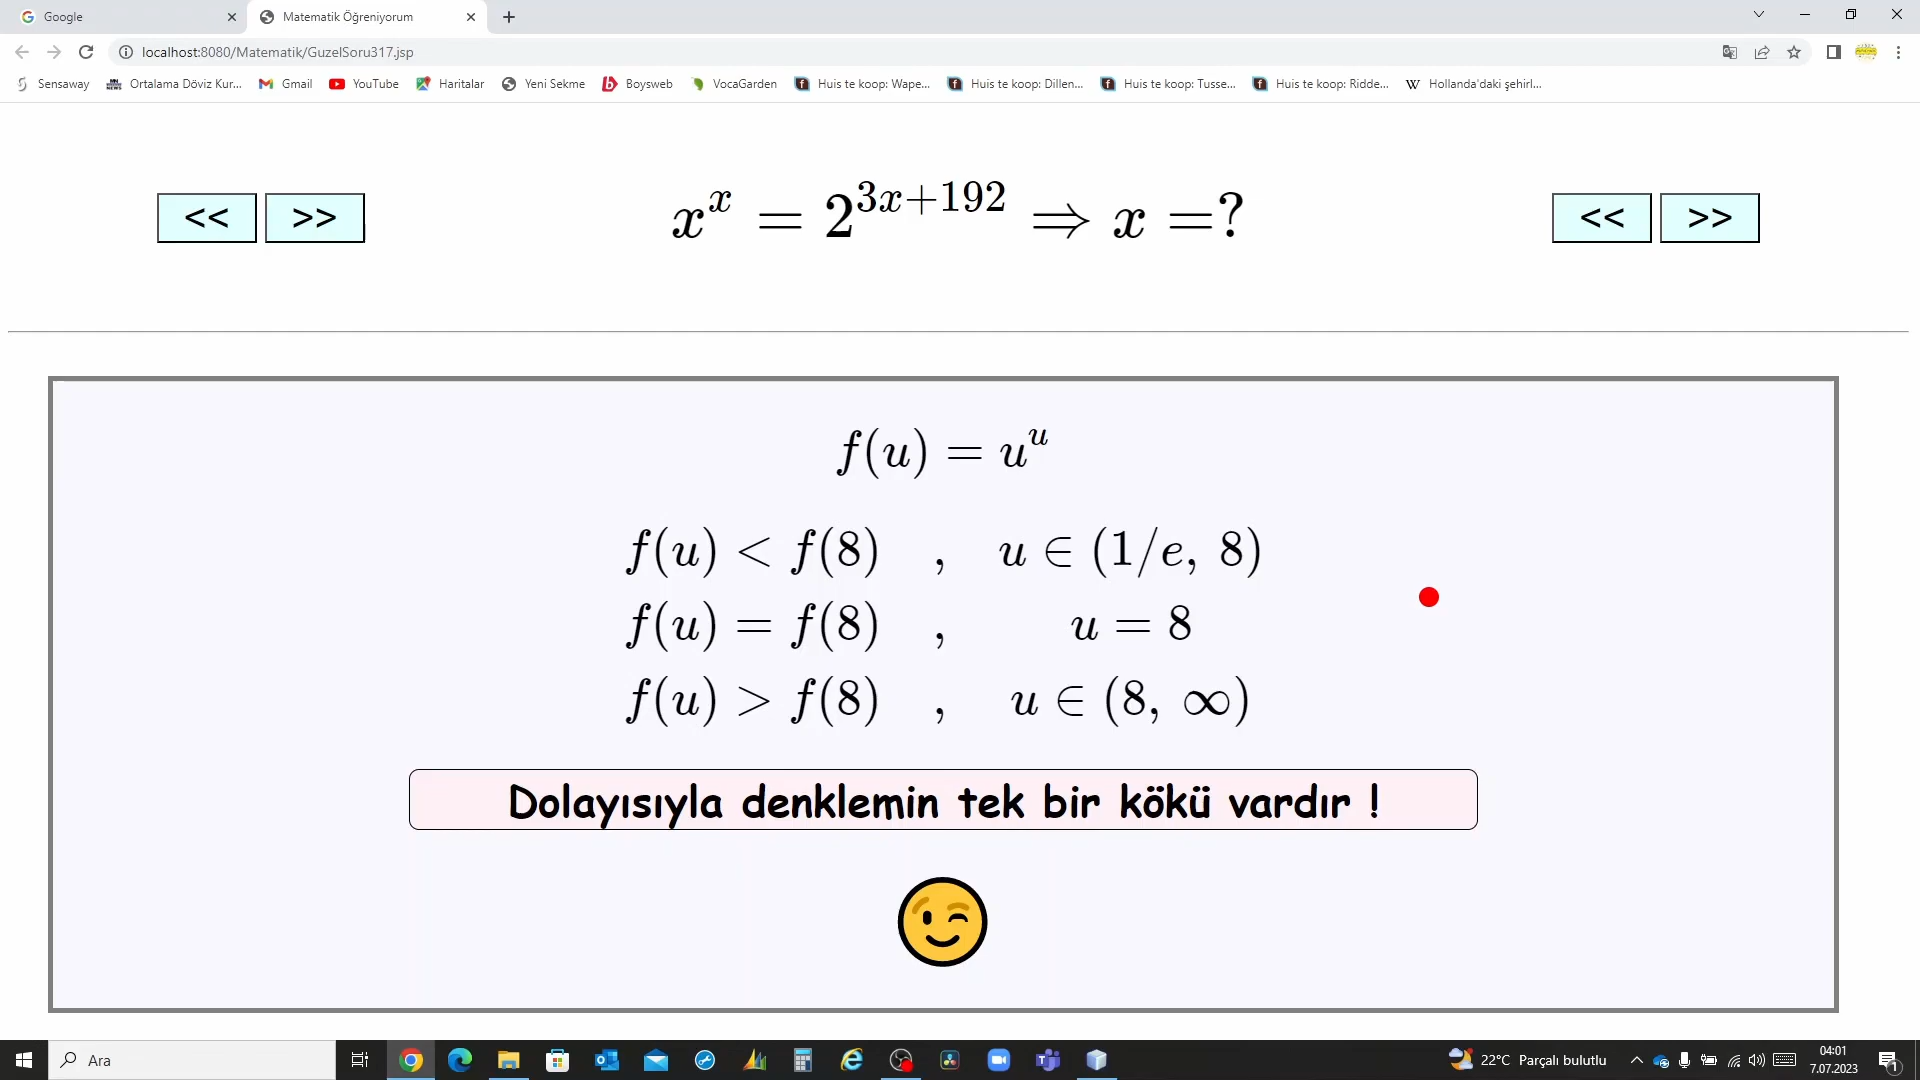 Google
Matematik Öğreniyorum
localhost:8080/Matematik/GuzelSoru317.jsp
Sensaway
Ortalama Döviz Kur...
Gmail
YouTube
Haritalar
Yeni Sekme
Boysweb
VocaGarden
Huis te koop: Wape...
Huis te koop: Dillen...
Huis te koop: Tusse...
Huis te koop: Ridde...
Hollanda'daki şehirl...
<< >> x^x = 2^{3x+192} ⇒ x =? << >>
f(u) = u^u
f(u) < f(8) , u ∈ (1/e, 8)
f(u) = f(8) , u = 8
f(u) > f(8) , u ∈ (8, ∞)
Dolayısıyla denklemin tek bir kökü vardır !
Ara
22°C Parçalı bulutlu
04:01
7.07.2023
1